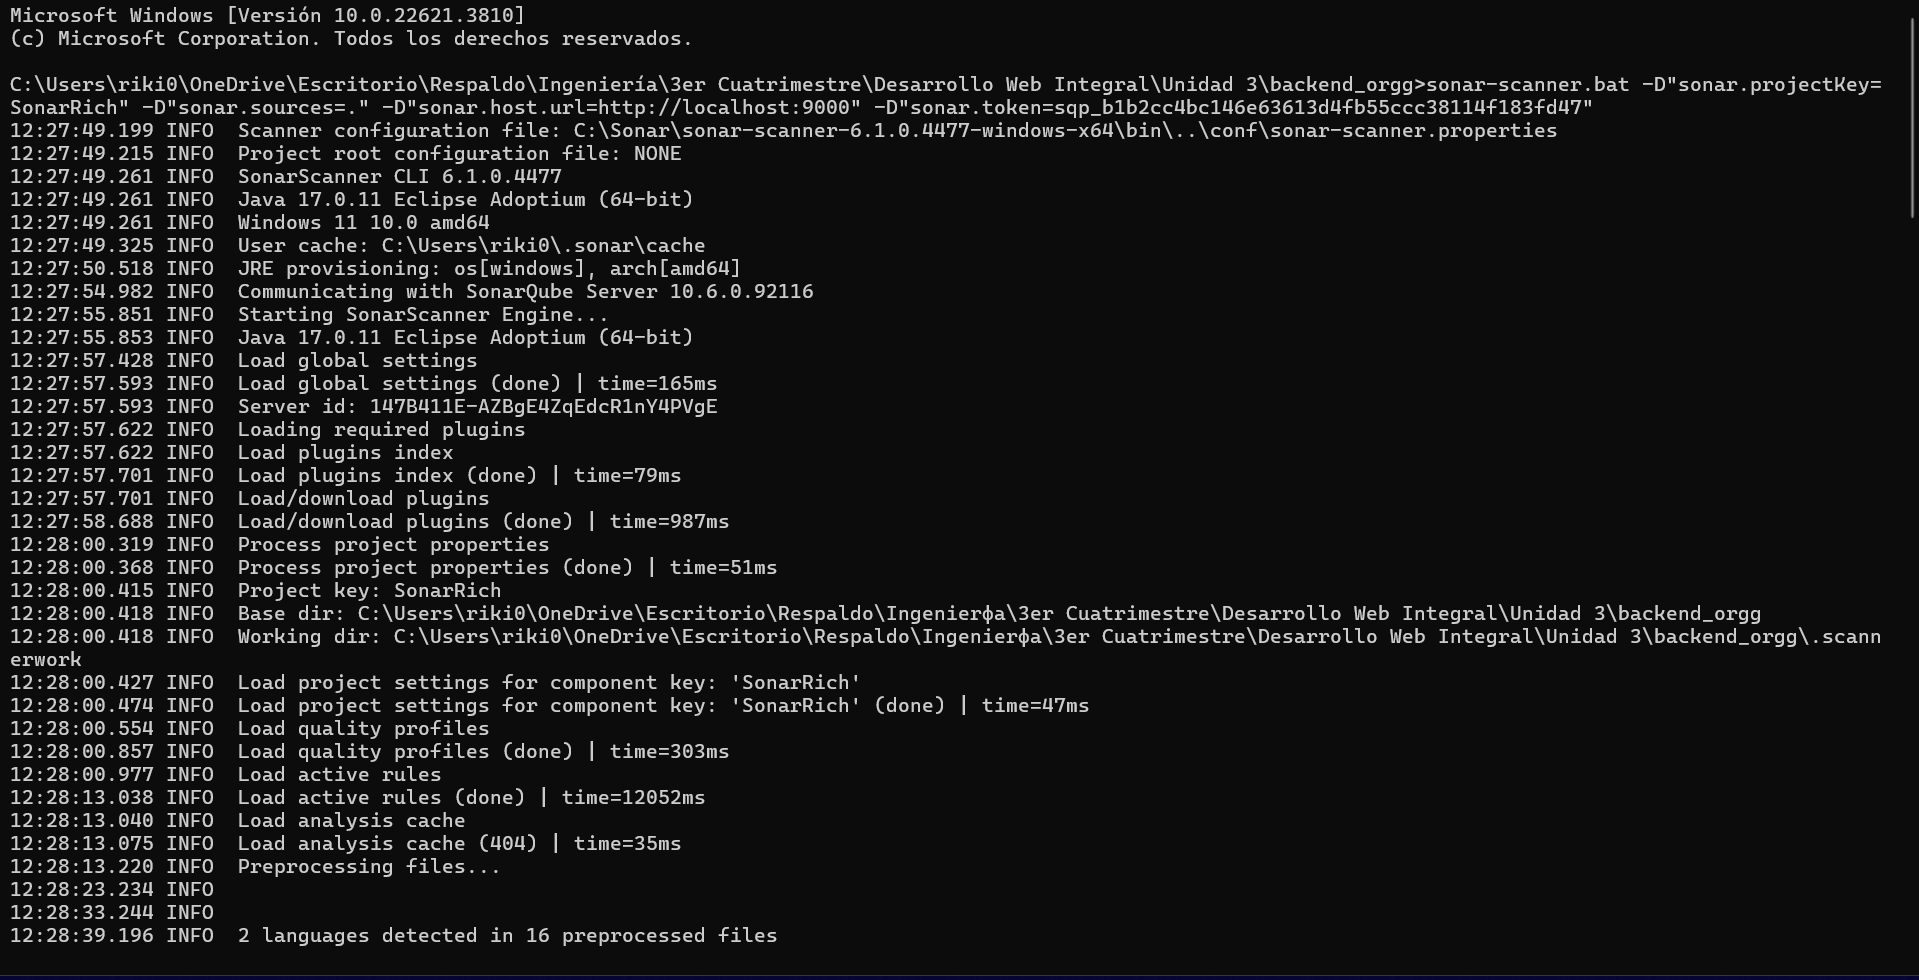 Microsoft Windows [Versión 10.0.22621.3810]
(c) Microsoft Corporation. Todos los derechos reservados.
C:\Users\riki0\OneDrive\Escritorio\Respaldo\Ingeniería\3er Cuatrimestre\Desarrollo Web Integral\Unidad 3\backend_orgg>sonar-scanner.bat -D"sonar.projectKey=
SonarRich" -D"sonar.sources=." -D"sonar.host.url=http://localhost:9000" -D"sonar.token=sqp_b1b2cc4bc146e63613d4fb55ccc38114f183fd47"
12:27:49.199 INFO  Scanner configuration file: C:\Sonar\sonar-scanner-6.1.0.4477-windows-x64\bin\..\conf\sonar-scanner.properties
12:27:49.215 INFO  Project root configuration file: NONE
12:27:49.261 INFO  SonarScanner CLI 6.1.0.4477
12:27:49.261 INFO  Java 17.0.11 Eclipse Adoptium (64-bit)
12:27:49.261 INFO  Windows 11 10.0 amd64
12:27:49.325 INFO  User cache: C:\Users\riki0\.sonar\cache
12:27:50.518 INFO  JRE provisioning: os[windows], arch[amd64]
12:27:54.982 INFO  Communicating with SonarQube Server 10.6.0.92116
12:27:55.851 INFO  Starting SonarScanner Engine...
12:27:55.853 INFO  Java 17.0.11 Eclipse Adoptium (64-bit)
12:27:57.428 INFO  Load global settings
12:27:57.593 INFO  Load global settings (done) | time=165ms
12:27:57.593 INFO  Server id: 147B411E-AZBgE4ZqEdcR1nY4PVgE
12:27:57.622 INFO  Loading required plugins
12:27:57.622 INFO  Load plugins index
12:27:57.701 INFO  Load plugins index (done) | time=79ms
12:27:57.701 INFO  Load/download plugins
12:27:58.688 INFO  Load/download plugins (done) | time=987ms
12:28:00.319 INFO  Process project properties
12:28:00.368 INFO  Process project properties (done) | time=51ms
12:28:00.415 INFO  Project key: SonarRich
12:28:00.418 INFO  Base dir: C:\Users\riki0\OneDrive\Escritorio\Respaldo\Ingenierфa\3er Cuatrimestre\Desarrollo Web Integral\Unidad 3\backend_orgg
12:28:00.418 INFO  Working dir: C:\Users\riki0\OneDrive\Escritorio\Respaldo\Ingenierфa\3er Cuatrimestre\Desarrollo Web Integral\Unidad 3\backend_orgg\.scann
erwork
12:28:00.427 INFO  Load project settings for component key: 'SonarRich'
12:28:00.474 INFO  Load project settings for component key: 'SonarRich' (done) | time=47ms
12:28:00.554 INFO  Load quality profiles
12:28:00.857 INFO  Load quality profiles (done) | time=303ms
12:28:00.977 INFO  Load active rules
12:28:13.038 INFO  Load active rules (done) | time=12052ms
12:28:13.040 INFO  Load analysis cache
12:28:13.075 INFO  Load analysis cache (404) | time=35ms
12:28:13.220 INFO  Preprocessing files...
12:28:23.234 INFO
12:28:33.244 INFO
12:28:39.196 INFO  2 languages detected in 16 preprocessed files